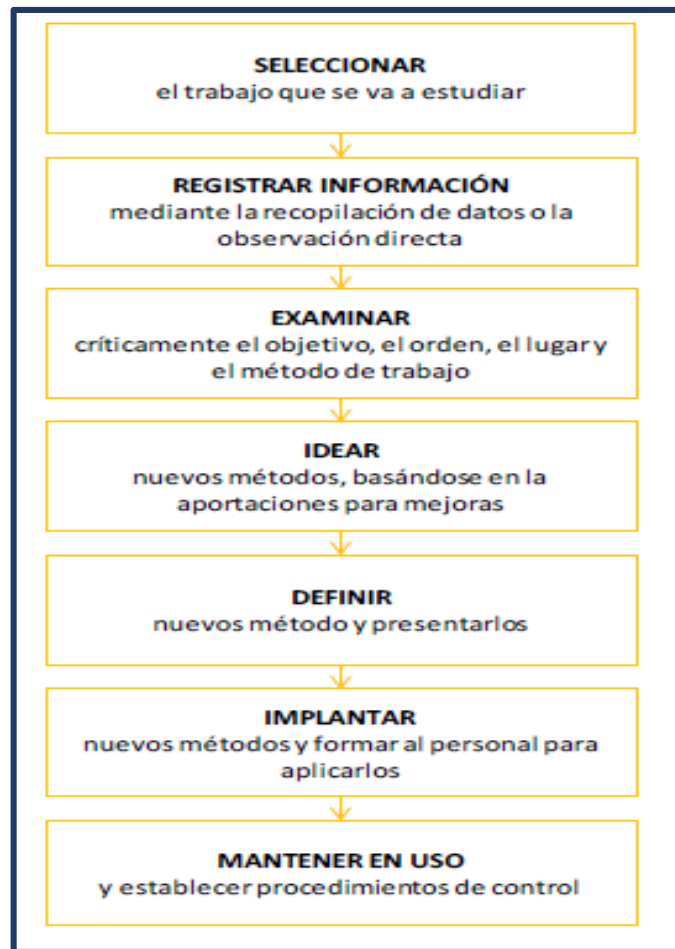 SELECCIONAR
el trabajo que se va a estudiar
REGISTRAR INFORMACIÓN
mediante la recopilación de datos o la
observación directa
EXAMINAR
críticamente el objetivo, el orden, el lugar y
el método de trabajo
IDEAR
nuevos métodos, basándose en la
aportaciones para mejoras
DEFINIR
nuevos método y presentarlos
IMPLANTAR
nuevos métodos y formar al personal para
aplicarlos
MANTENER EN USO
y establecer procedimientos de control